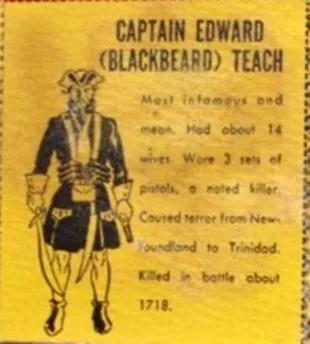 CAPTAIN EDWARD
(BLACKBEARD) TEACH
Most infamous and
mean. Had about 14
wives. Wore 3 sets of
pistols, a noted killer.
Caused terror from New-
foundland to Trinidad.
Killed in battle about
1718.